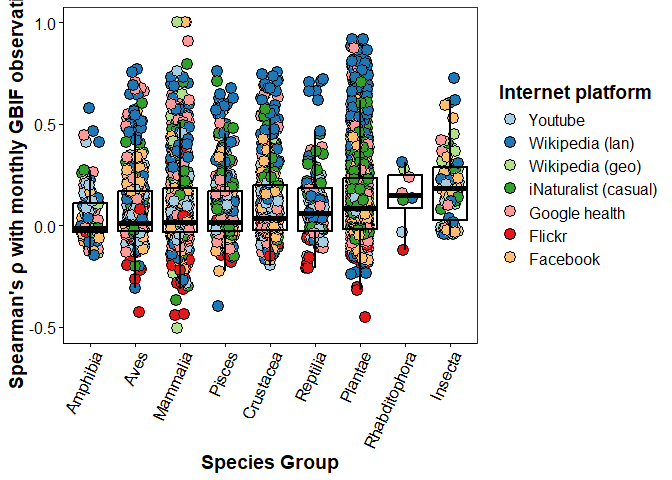 Spearman's ρ with monthly GBIF observati
1.0
0.5
0.0
-0.5
Amphibia
Aves
Mammalia
Pisces
Crustacea
Reptilia
Plantae
Rhabditophora
Insecta
Species Group
Internet platform
Youtube
Wikipedia (lan)
Wikipedia (geo)
iNaturalist (casual)
Google health
Flickr
Facebook